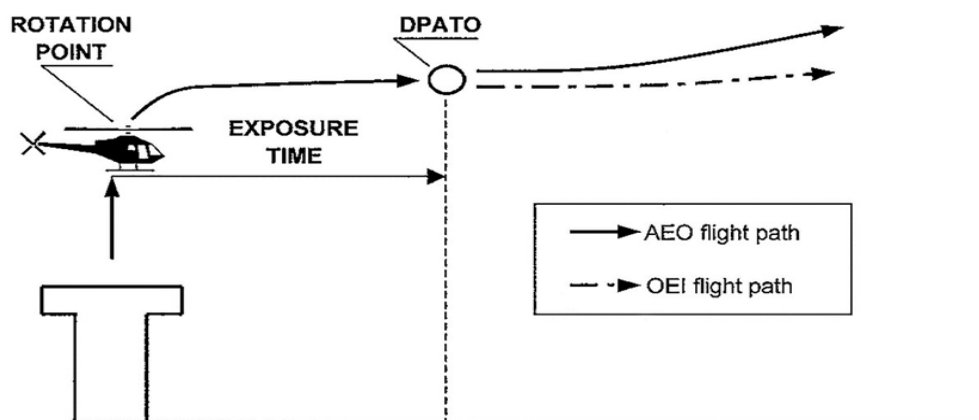 ROTATION
POINT
DPATO
EXPOSURE
TIME
AEO flight path
OEI flight path